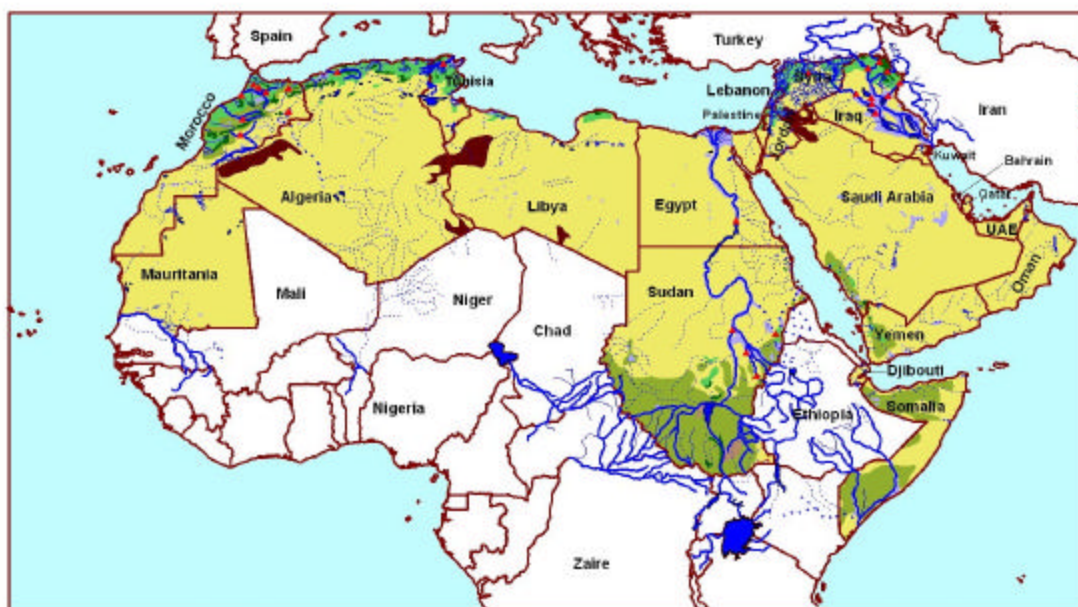 Spain
Turkey
Tunisia
Syria
Lebanon
Morocco
Palestine
Iraq
Iran
Jordan
Kuwait
Bahrain
Algeria
Libya
Egypt
Saudi Arabia
Qatar
UAE
Mauritania
Mali
Niger
Sudan
Oman
Chad
Yemen
Djibouti
Nigeria
Ethiopia
Somalia
Zaire